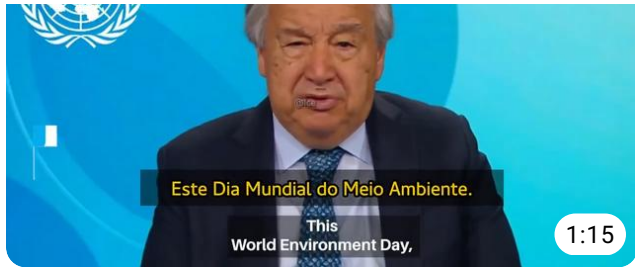 Este Dia Mundial do Meio Ambiente.
This
World Environment Day,
1:15